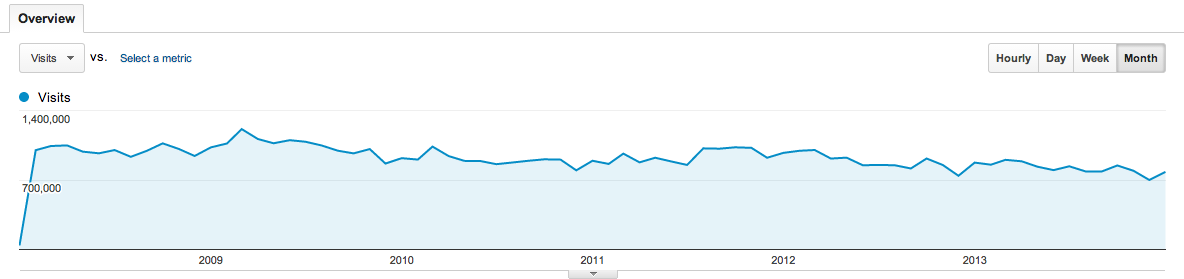 Overview
Visits vs. Select a metric Hourly Day Week Month
Visits
1,400,000
700,000
2009 2010 2011 2012 2013